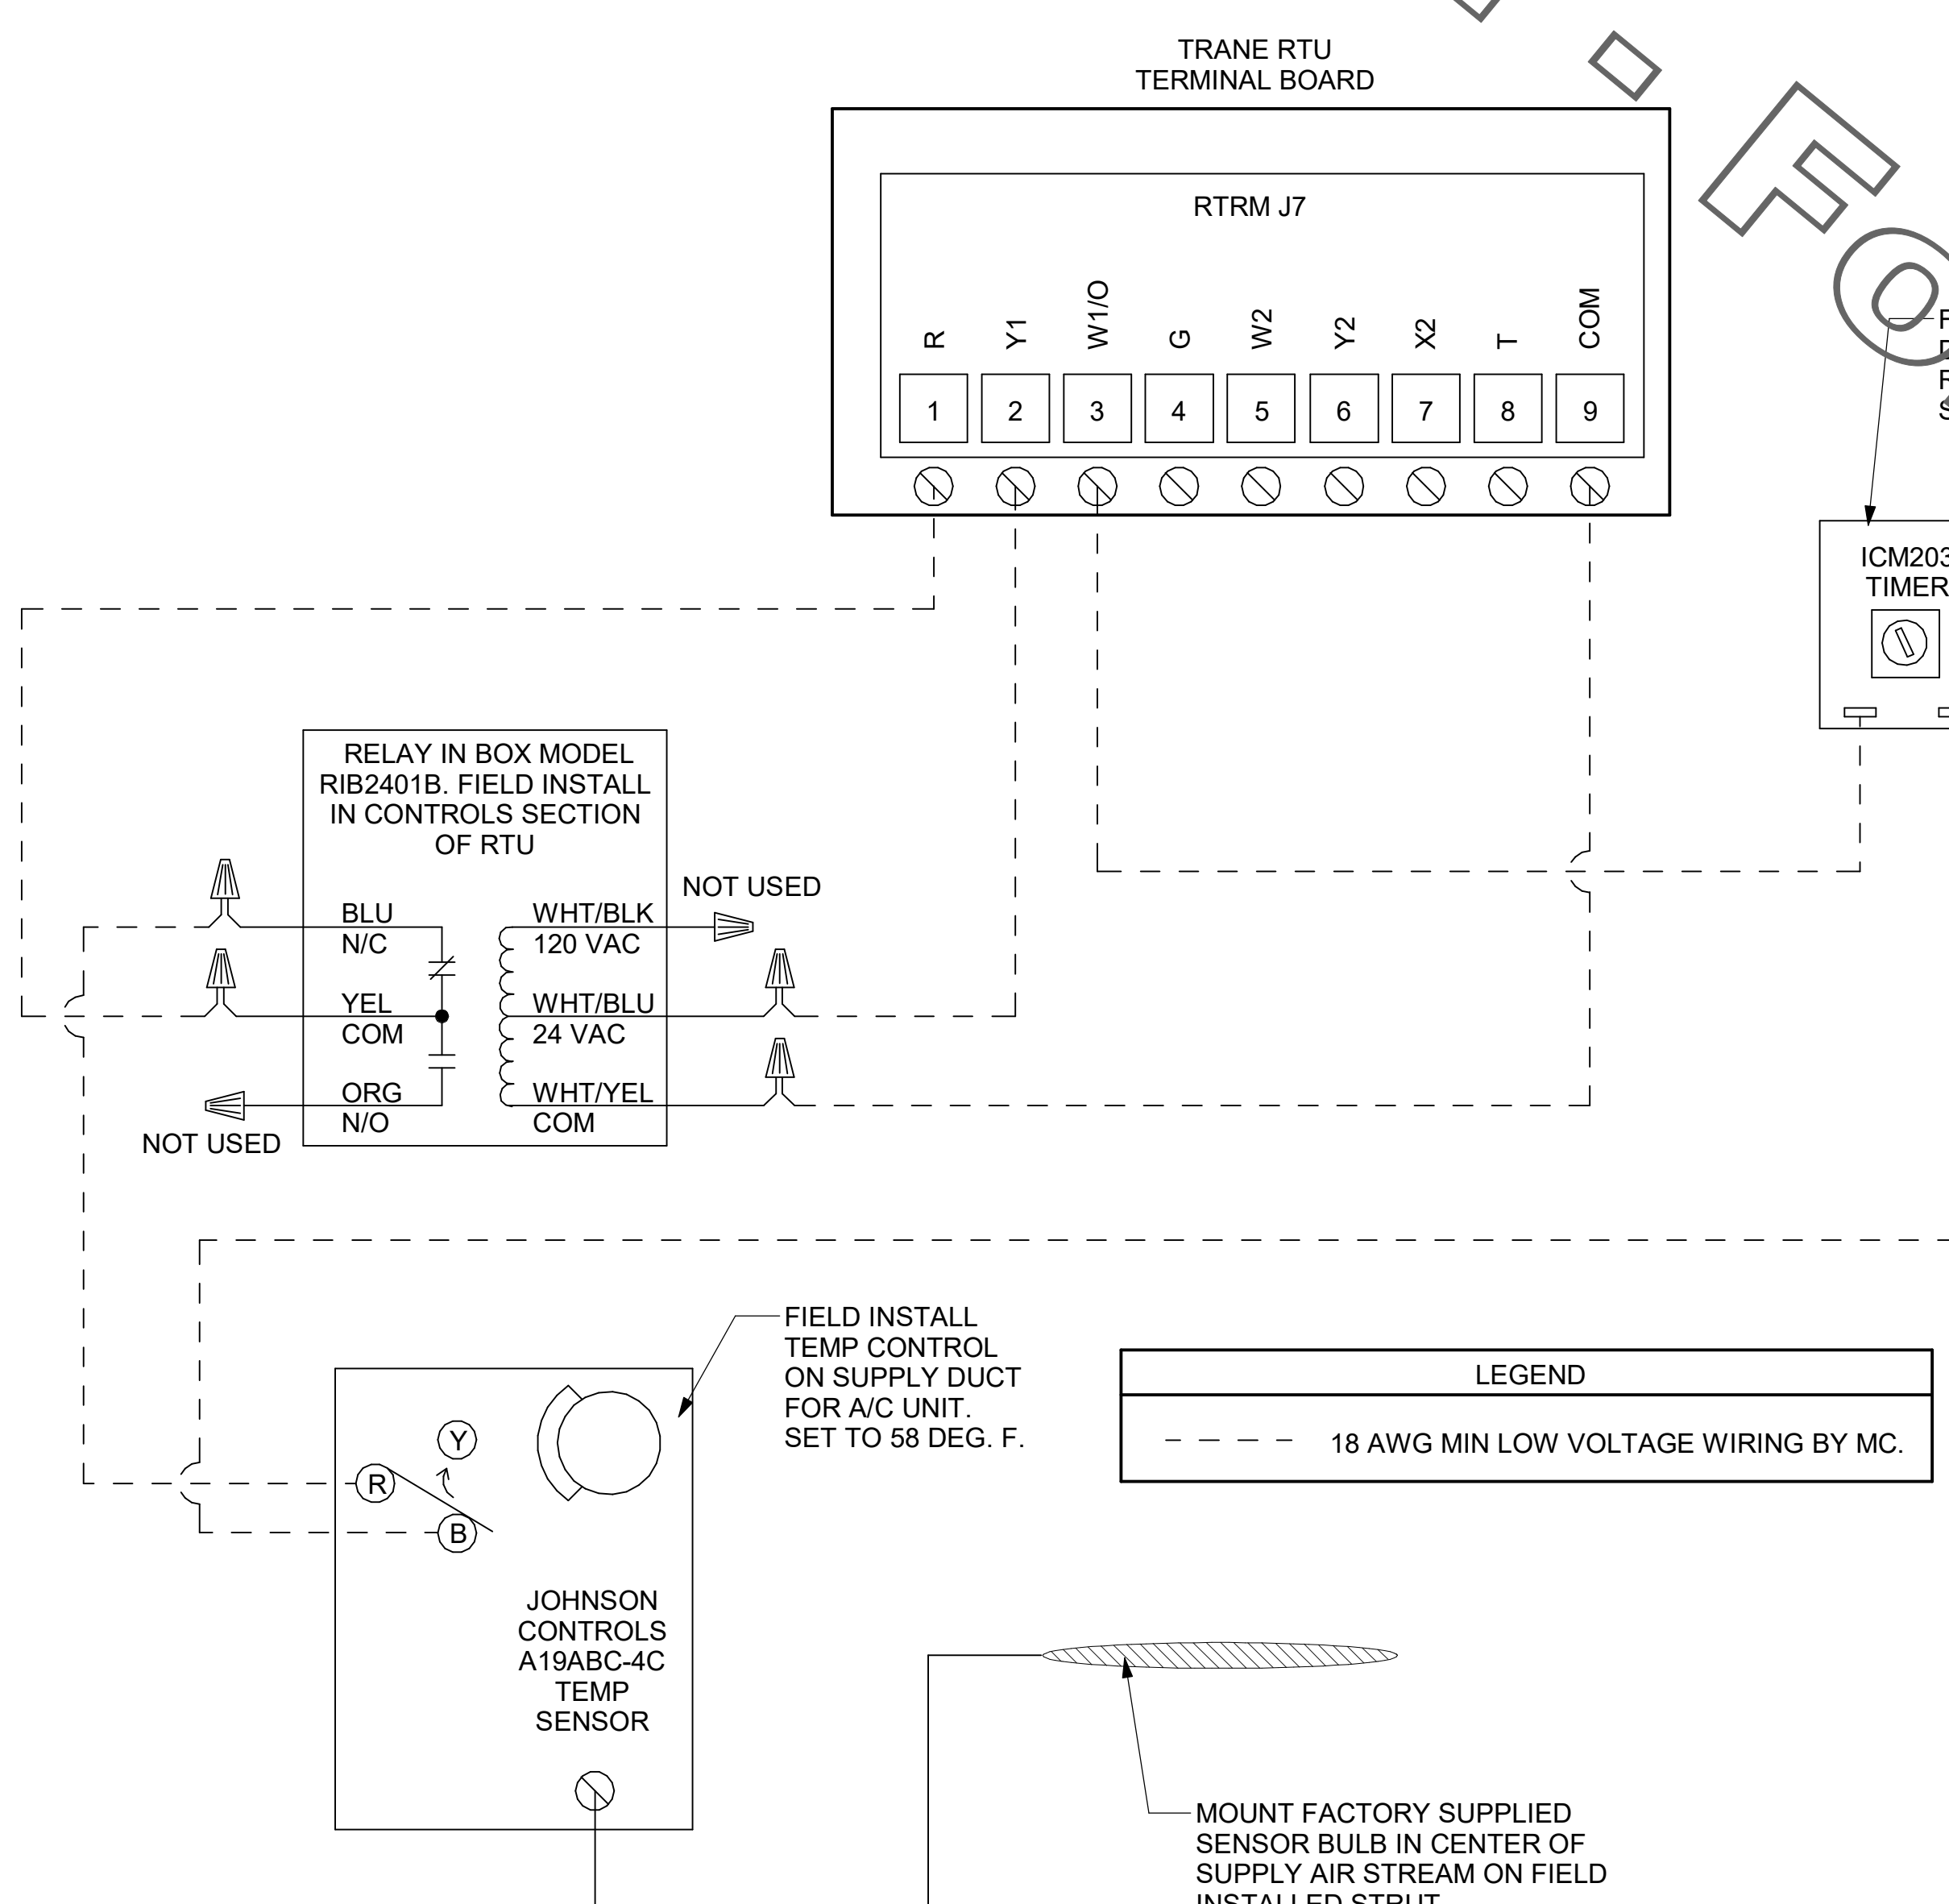 TRANE RTU
TERMINAL BOARD
RTRM J7
R
Y1
W1/O
G
W2
Y2
X2
T
COM
1
2
3
4
5
6
7
8
9
FO
ICM203
TIMER
RELAY IN BOX MODEL
RIB2401B. FIELD INSTALL
IN CONTROLS SECTION
OF RTU
NOT USED
BLU
N/C
WHT/BLK
120 VAC
YEL
COM
WHT/BLU
24 VAC
ORG
N/O
WHT/YEL
COM
NOT USED
FIELD INSTALL
TEMP CONTROL
ON SUPPLY DUCT
FOR A/C UNIT.
SET TO 58 DEG. F.
LEGEND
18 AWG MIN LOW VOLTAGE WIRING BY MC.
Y
R
B
JOHNSON
CONTROLS
A19ABC-4C
TEMP
SENSOR
MOUNT FACTORY SUPPLIED
SENSOR BULB IN CENTER OF
SUPPLY AIR STREAM ON FIELD
INSTALLED STRUT